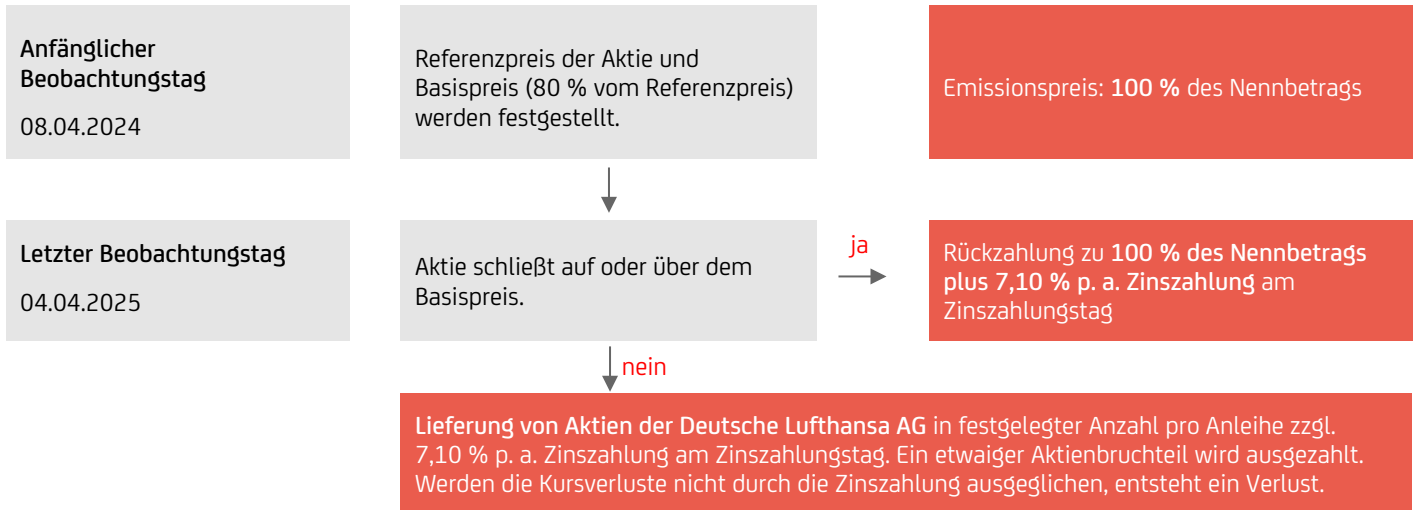 Anfänglicher
Beobachtungstag
08.04.2024
Referenzpreis der Aktie und
Basispreis (80 % vom Referenzpreis)
werden festgestellt.
Emissionspreis: 100 % des Nennbetrags
Letzter Beobachtungstag
04.04.2025
Aktie schließt auf oder über dem
Basispreis.
ja
Rückzahlung zu 100 % des Nennbetrags
plus 7,10 % p. a. Zinszahlung am
Zinszahlungstag
nein
Lieferung von Aktien der Deutsche Lufthansa AG in festgelegter Anzahl pro Anleihe zzgl.
7,10 % p. a. Zinszahlung am Zinszahlungstag. Ein etwaiger Aktienbruchteil wird ausgezahlt.
Werden die Kursverluste nicht durch die Zinszahlung ausgeglichen, entsteht ein Verlust.